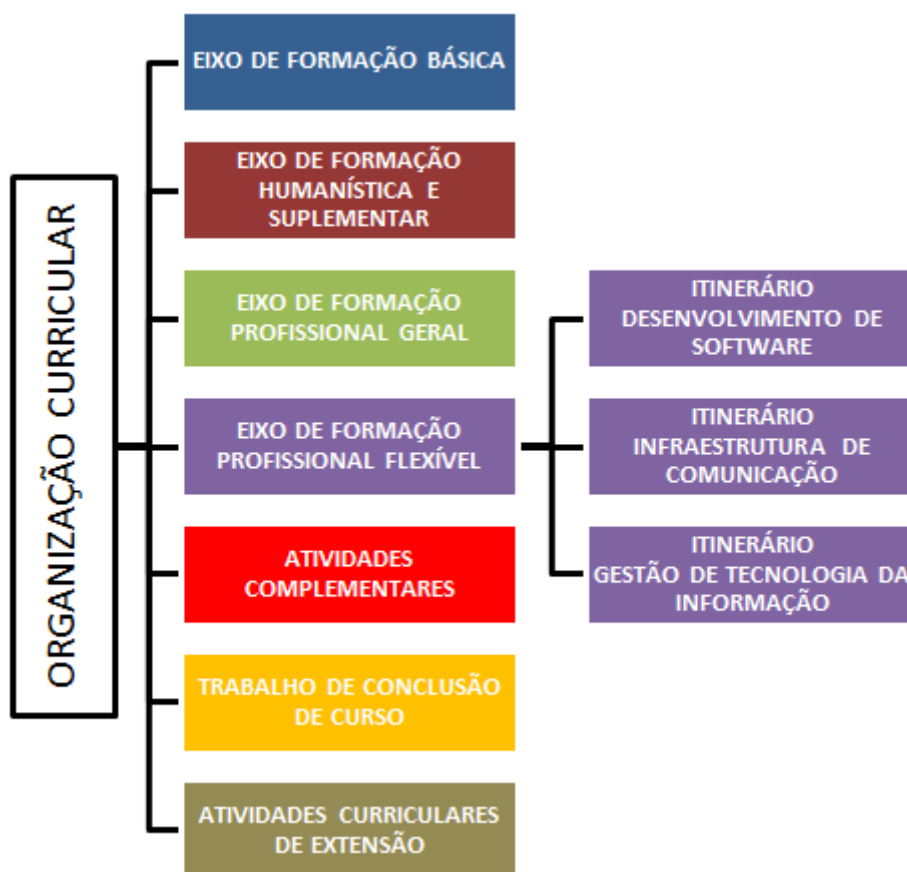 ORGANIZAÇÃO CURRICULAR
EIXO DE FORMAÇÃO BÁSICA
EIXO DE FORMAÇÃO
HUMANÍSTICA E
SUPLEMENTAR
EIXO DE FORMAÇÃO
PROFISSIONAL GERAL
EIXO DE FORMAÇÃO
PROFISSIONAL FLEXÍVEL
ATIVIDADES
COMPLEMENTARES
TRABALHO DE CONCLUSÃO
DE CURSO
ATIVIDADES CURRICULARES
DE EXTENSÃO
ITINERÁRIO
DESENVOLVIMENTO DE
SOFTWARE
ITINERÁRIO
INFRAESTRUTURA DE
COMUNICAÇÃO
ITINERÁRIO
GESTÃO DE TECNOLOGIA DA
INFORMAÇÃO